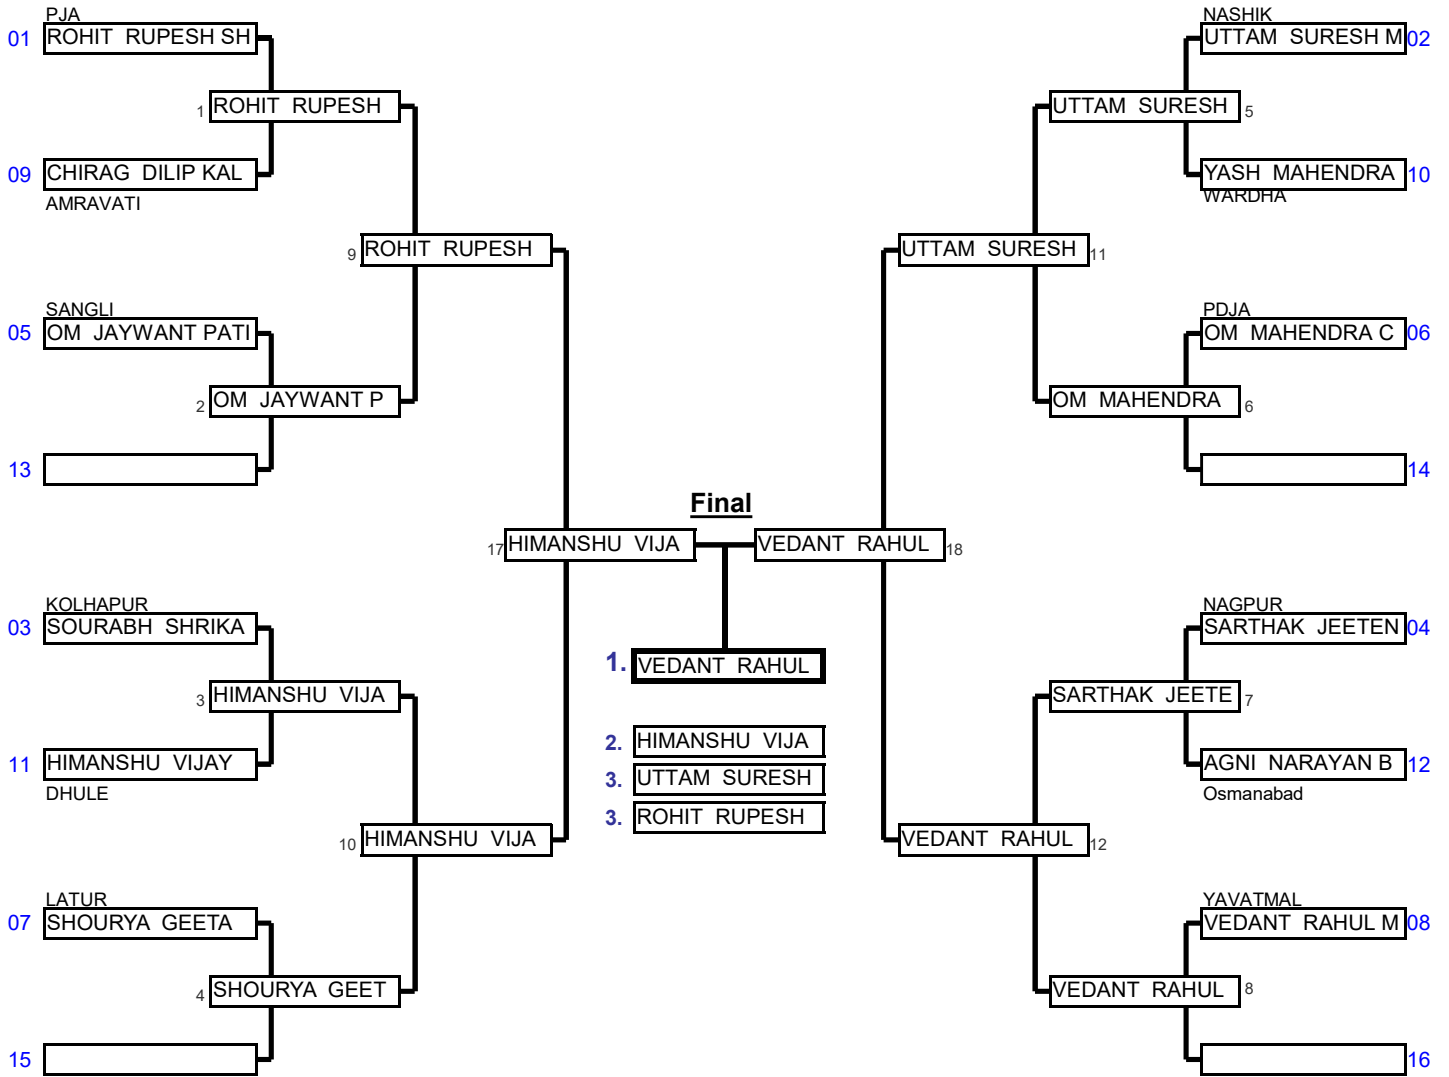 PJA
01 ROHIT RUPESH SH
1 ROHIT RUPESH
09 CHIRAG DILIP KAL
AMRAVATI
9 ROHIT RUPESH
SANGLI
05 OM JAYWANT PATI
2 OM JAYWANT P
13
17 HIMANSHU VIJA
KOLHAPUR
03 SOURABH SHRIKA
3 HIMANSHU VIJA
11 HIMANSHU VIJAY
DHULE
10 HIMANSHU VIJA
LATUR
07 SHOURYA GEETA
4 SHOURYA GEET
15
Final
1. VEDANT RAHUL
2. HIMANSHU VIJA
3. UTTAM SURESH
3. ROHIT RUPESH
NASHIK
UTTAM SURESH M 02
UTTAM SURESH 5
YASH MAHENDRA 10
WARDHA
UTTAM SURESH 11
PDJA
OM MAHENDRA C 06
OM MAHENDRA 6
14
VEDANT RAHUL 18
NAGPUR
SARTHAK JEETEN 04
SARTHAK JEETE 7
AGNI NARAYAN B 12
Osmanabad
VEDANT RAHUL 12
YAVATMAL
VEDANT RAHUL M 08
VEDANT RAHUL 8
16